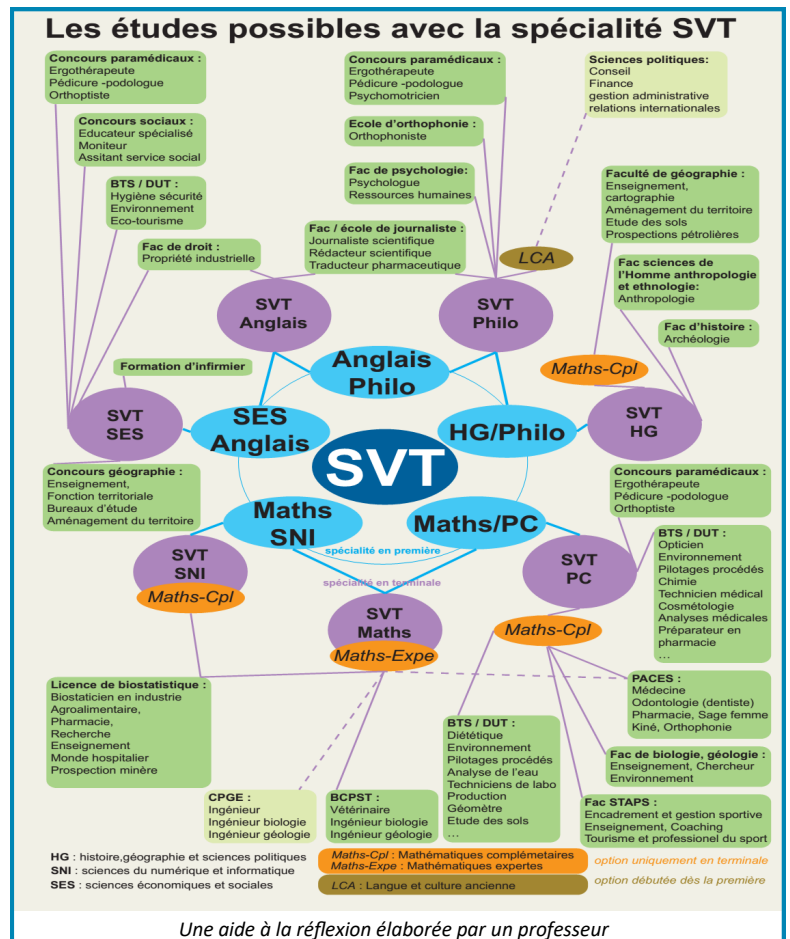 Les études possibles avec la spécialité SVT
Concours paramédicaux :
Ergothérapeute
Pédicure -podologue
Orthoptiste
Concours sociaux :
Educateur spécialisé
Moniteur
Assitant service social
BTS / DUT :
Hygiène sécurité
Environnement
Eco-tourisme
Fac de droit :
Propriété industrielle
Concours paramédicaux :
Ergothérapeute
Pédicure -podologue
Psychomotricien
Ecole d'orthophonie :
Orthophoniste
Fac de psychologie:
Psychologue
Ressources humaines
Fac / école de journaliste :
Journaliste scientifique
Rédacteur scientifique
Traducteur pharmaceutique
Sciences politiques:
Conseil
Finance
gestion administrative
relations internationales
LCA
Faculté de géographie :
Enseignement,
cartographie
Aménagement du territoire
Etude des sols
Prospections pétrolières
Fac sciences de
l'Homme anthropologie
et ethnologie:
Anthropologie
Fac d'histoire :
Archéologie
SVT
Anglais
SVT
Philo
Maths-Cpl
Formation d'infirmier
Anglais
Philo
SVT
SES
SES
Anglais
HG/Philo
SVT
HG
SVT
Concours géographie :
Enseignement,
Fonction territoriale
Bureaux d'étude
Aménagement du territoire
Maths
SNI
Maths/PC
spécialité en première
spécialité en terminale
Concours paramédicaux :
Ergothérapeute
Pédicure -podologue
Orthoptiste
SVT
SNI
Maths-Cpl
SVT
Maths
Maths-Expe
SVT
PC
Maths-Cpl
BTS / DUT :
Opticien
Environnement
Pilotages procédés
Chimie
Technicien médical
Cosmétologie
Analyses médicales
Préparateur en
pharmacie
...
Licence de biostatistique :
Biostaticien en industrie
Agroalimentaire,
Pharmacie,
Recherche
Enseignement
Monde hospitalier
Prospection minère
CPGE :
Ingénieur
Ingénieur biologie
Ingénieur géologie
BCPST :
Vétérinaire
Ingénieur biologie
Ingénieur géologie
BTS / DUT :
Diététique
Environnement
Pilotages procédés
Analyse de l'eau
Techniciens de labo
Production
Géomètre
Etude des sols
...
PACES :
Médecine
Odontologie (dentiste)
Pharmacie, Sage femme
Kiné, Orthophonie
Fac de biologie, géologie :
Enseignement, Chercheur
Environnement
Fac STAPS :
Encadrement et gestion sportive
Enseignement, Coaching
Tourisme et professionel du sport
HG : histoire,géographie et sciences politiques
SNI : sciences du numérique et informatique
SES : sciences économiques et sociales
Maths-Cpl : Mathématiques complémetaires
Maths-Expe : Mathématiques expertes
option uniquement en terminale
LCA : Langue et culture ancienne
option débutée dès la première
Une aide à la réflexion élaborée par un professeur